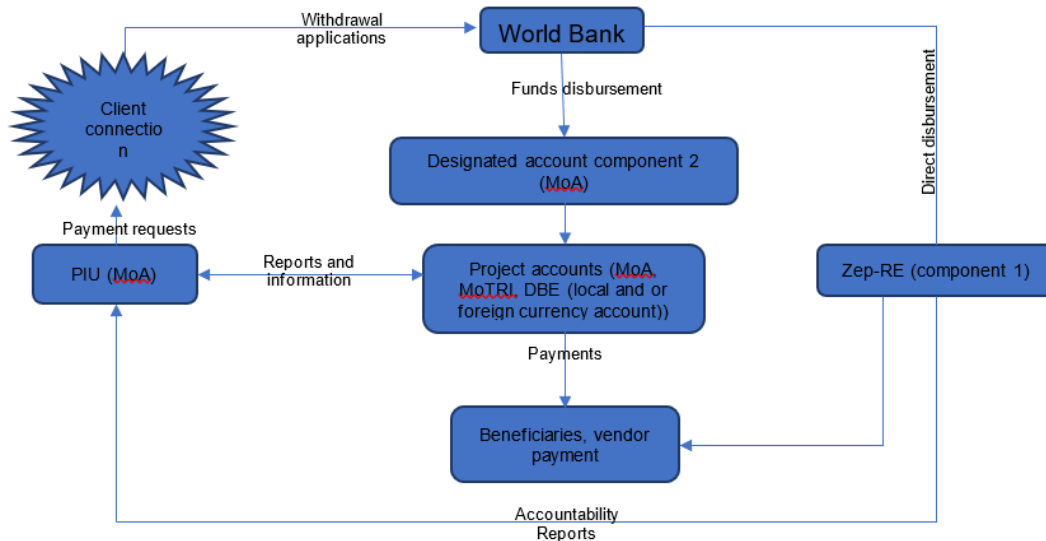 Withdrawal
applications
World Bank
Client
connectio
n
Funds disbursement
Direct disbursement
Designated account component 2
(MoA)
Payment requests
PIU (MoA)
Reports and
information
Project accounts (MoA,
MoTRI, DBE (local and or
foreign currency account))
Zep-RE (component 1)
Payments
Beneficiaries, vendor
payment
Accountability
Reports